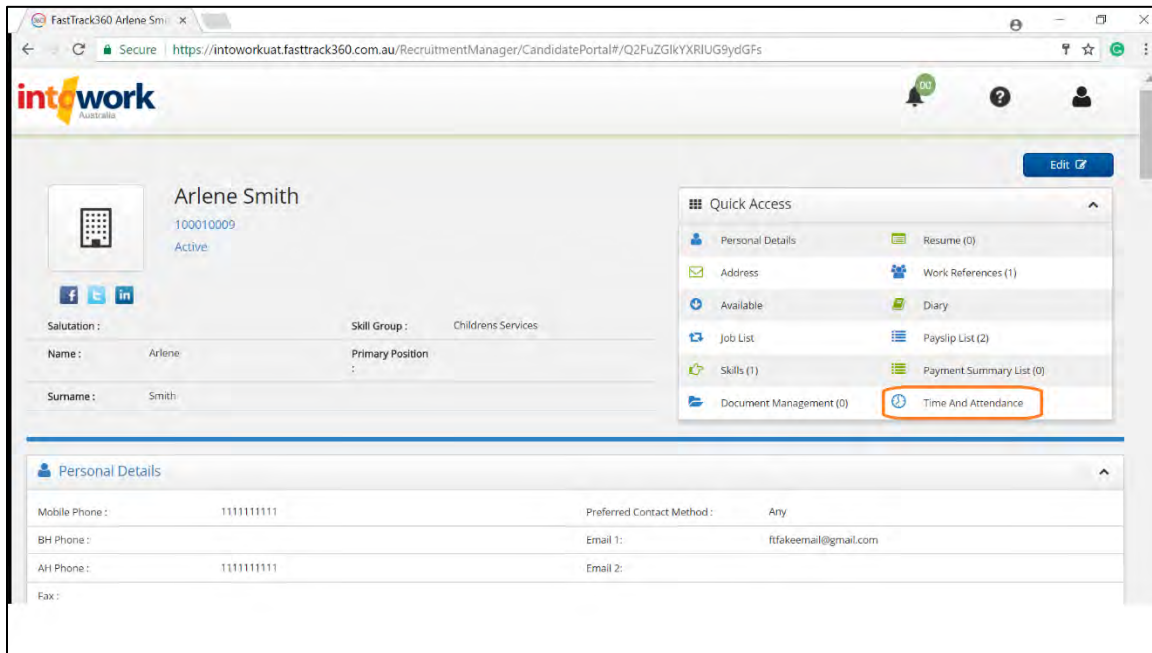 FastTrack360 Arlene Smi
Secure https://intoworkuat.fasttrack360.com.au/RecruitmentManager/CandidatePortal#/Q2FuZGlkYXRlUG9ydGFs
intowork
Australia
00
Edit
Arlene Smith
100010009
Active
Quick Access
Personal Details Resume (0)
Address Work References (1)
Available Diary
Job List Payslip List (2)
Skills (1) Payment Summary List (0)
Document Management (0) Time And Attendance
Salutation : Skill Group : Childrens Services
Name : Arlene Primary Position
:
Surname : Smith
Personal Details
Mobile Phone : 1111111111 Preferred Contact Method : Any
BH Phone : Email 1: ftfakeemail@gmail.com
AH Phone : 1111111111 Email 2:
Fax :